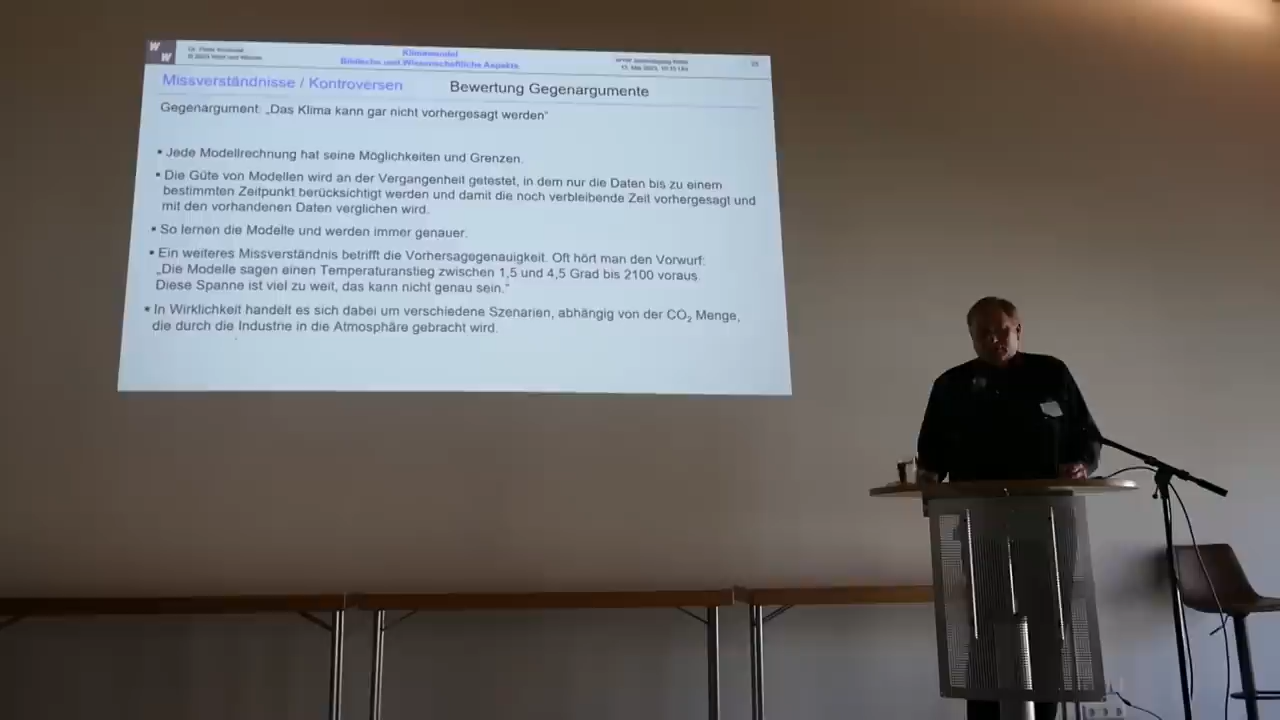 W
W
Klimawandel
Biblische und Wissenschaftliche Aspekte
25
Missverständnisse / Kontroversen
Bewertung Gegenargumente
Gegenargument: „Das Klima kann gar nicht vorhergesagt werden“
▪ Jede Modellrechnung hat seine Möglichkeiten und Grenzen.
▪ Die Güte von Modellen wird an der Vergangenheit getestet, in dem nur die Daten bis zu einem
bestimmten Zeitpunkt berücksichtigt werden und damit die noch verbleibende Zeit vorhergesagt und
mit den vorhandenen Daten verglichen wird.
▪ So lernen die Modelle und werden immer genauer.
▪ Ein weiteres Missverständnis betrifft die Vorhersagegenauigkeit. Oft hört man den Vorwurf:
„Die Modelle sagen einen Temperaturanstieg zwischen 1,5 und 4,5 Grad bis 2100 voraus.
Diese Spanne ist viel zu weit, das kann nicht genau sein.“
▪ In Wirklichkeit handelt es sich dabei um verschiedene Szenarien, abhängig von der CO₂ Menge,
die durch die Industrie in die Atmosphäre gebracht wird.